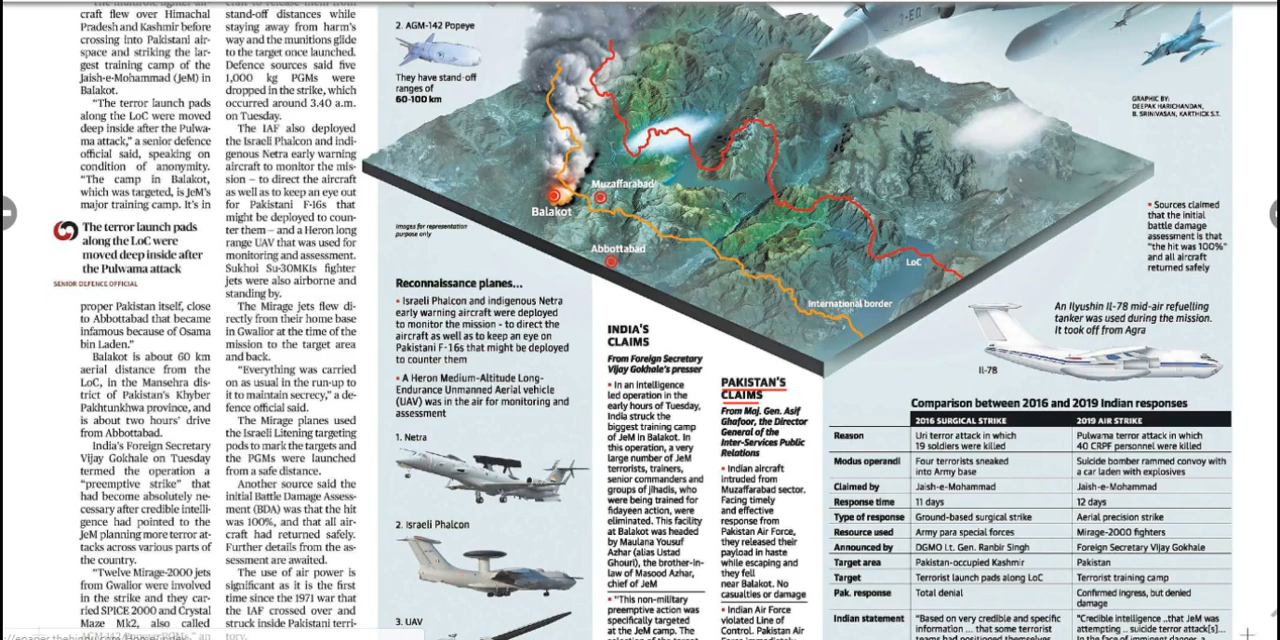 craft flew over Himachal
Pradesh and Kashmir before
crossing into Pakistani air-
space and striking the lar-
gest training camp of the
Jaish-e-Mohammad (JeM) in
Balakot.
“The terror launch pads
along the LoC were moved
deep inside after the Pulwa-
ma attack,” a senior defence
official said, speaking on
condition of anonymity.
“The camp in Balakot,
which was targeted, is JeM's
major training camp. It's in
The terror launch pads
along the LoC were
moved deep inside after
the Pulwama attack
SENIOR DEFENCE OFFICIAL
proper Pakistan itself, close
to Abbottabad that became
infamous because of Osama
bin Laden.”
Balakot is about 60 km
aerial distance from the
LoC, in the Mansehra dis-
trict of Pakistan's Khyber
Pakhtunkhwa province, and
is about two hours' drive
from Abbottabad.
India's Foreign Secretary
Vijay Gokhale on Tuesday
termed the operation a
“preemptive strike” that
had become absolutely ne-
cessary after credible intelli-
gence had pointed to the
JeM planning more terror at-
tacks across various parts of
the country.
“Twelve Mirage-2000 jets
from Gwalior were involved
in the strike and they car-
ried SPICE 2000 and Crystal
Maze Mk2, also called
stand-off distances while
staying away from harm's
way and the munitions glide
to the target once launched.
Defence sources said five
1,000 kg PGMs were
dropped in the strike, which
occurred around 3.40 a.m.
on Tuesday.
The IAF also deployed
the Israeli Phalcon and indi-
genous Netra early warning
aircraft to monitor the mis-
sion – to direct the aircraft
as well as to keep an eye out
for Pakistani F-16s that
might be deployed to coun-
ter them – and a Heron long
range UAV that was used for
monitoring and assessment.
Sukhoi Su-30MKIs fighter
jets were also airborne and
standing by.
The Mirage jets flew di-
rectly from their home base
in Gwalior at the time of the
mission to the target area
and back.
“Everything was carried
on as usual in the run-up to
it to maintain secrecy,” a de-
fence official said.
The Mirage planes used
the Israeli Litening targeting
pods to mark the targets and
the PGMs were launched
from a safe distance.
Another source said the
initial Battle Damage Assess-
ment (BDA) was that the hit
was 100%, and that all air-
craft had returned safely.
Further details from the as-
sessment are awaited.
The use of air power is
significant as it is the first
time since the 1971 war that
the IAF crossed over and
struck inside Pakistani terri-
tory.
2. AGM-142 Popeye
They have stand-off
ranges of
60-100 km
Images for representation
purpose only
Balakot
Muzaffarabad
Abbottabad
LoC
International border
GRAPHIC BY:
DEEPAK HARICHANDAN,
B. SRINIVASAN, KARTHICK S.T.
• Sources claimed
that the initial
battle damage
assessment is that
"the hit was 100%"
and all aircraft
returned safely
An Ilyushin Il-78 mid-air refuelling
tanker was used during the mission.
It took off from Agra
Il-78
Reconnaissance planes...
• Israeli Phalcon and indigenous Netra
early warning aircraft were deployed
to monitor the mission - to direct the
aircraft as well as to keep an eye on
Pakistani F-16s that might be deployed
to counter them
• A Heron Medium-Altitude Long-
Endurance Unmanned Aerial vehicle
(UAV) was in the air for monitoring and
assessment
1. Netra
2. Israeli Phalcon
3. UAV
INDIA'S
CLAIMS
From Foreign Secretary
Vijay Gokhale's presser
• In an intelligence
led operation in the
early hours of Tuesday,
India struck the
biggest training camp
of JeM in Balakot. In
this operation, a very
large number of JeM
terrorists, trainers,
senior commanders and
groups of jihadis, who
were being trained for
fidayeen action, were
eliminated. This facility
at Balakot was headed
by Maulana Yousuf
Azhar (alias Ustad
Ghouri), the brother-in-
law of Masood Azhar,
chief of JeM
• "This non-military
preemptive action was
specifically targeted
at the JeM camp. The
PAKISTAN'S
CLAIMS
From Maj. Gen. Asif
Ghafoor, the Director
General of the
Inter-Services Public
Relations
• Indian aircraft
intruded from
Muzaffarabad sector.
Facing timely
and effective
response from
Pakistan Air Force,
they released their
payload in haste
while escaping and
they fell
near Balakot. No
casualties or damage
• Indian Air Force
violated Line of
Control. Pakistan Air
Comparison between 2016 and 2019 Indian responses
2016 SURGICAL STRIKE 2019 AIR STRIKE
Reason Uri terror attack in which Pulwama terror attack in which
19 soldiers were killed 40 CRPF personnel were killed
Modus operandi Four terrorists sneaked Suicide bomber rammed convoy with
into Army base a car laden with explosives
Claimed by Jaish-e-Mohammad Jaish-e-Mohammad
Response time 11 days 12 days
Type of response Ground-based surgical strike Aerial precision strike
Resource used Army para special forces Mirage-2000 fighters
Announced by DGMO Lt. Gen. Ranbir Singh Foreign Secretary Vijay Gokhale
Target area Pakistan-occupied Kashmir Pakistan
Target Terrorist launch pads along LoC Terrorist training camp
Pak. response Total denial Confirmed ingress, but denied
damage
Indian statement "Based on very credible and specific "Credible intelligence ..that JeM was
information ... that some terrorist attempting .. suicide terror attack[s]...